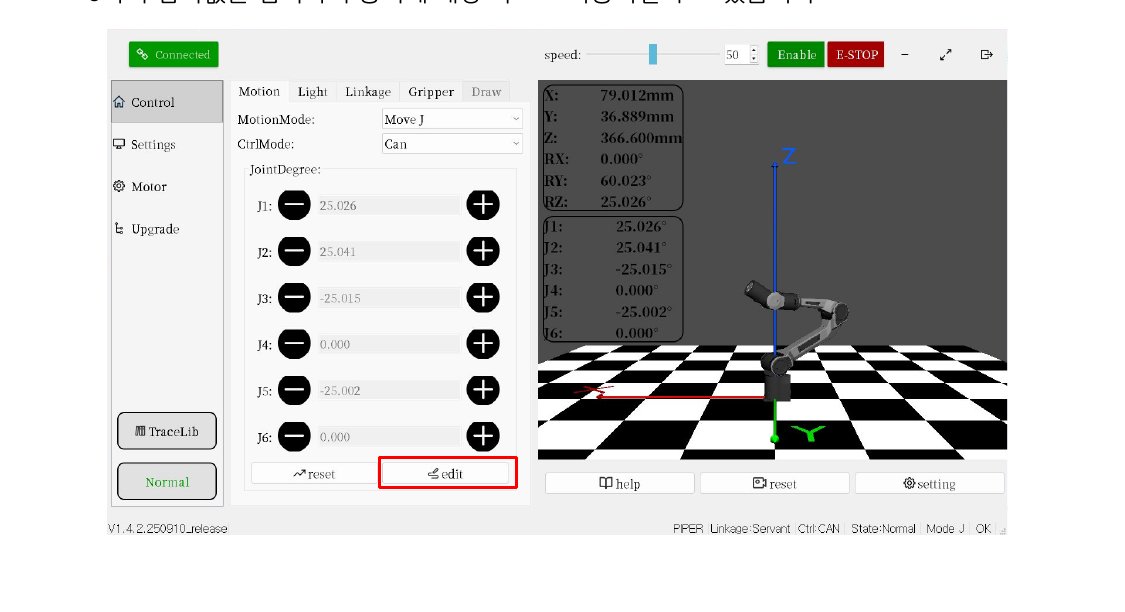 Connected
speed:
50
Enable
E-STOP
Control
Settings
Motor
Upgrade
TraceLib
Normal
Motion Light Linkage Gripper Draw
MotionMode: Move J
CtrlMode: Can
JointDegree:
J1: 25.026
J2: 25.041
J3: -25.015
J4: 0.000
J5: -25.002
J6: 0.000
reset edit
X: 79.012mm
Y: 36.889mm
Z: 366.600mm
RX: 0.000°
RY: 60.023°
RZ: 25.026°
J1: 25.026°
J2: 25.041°
J3: -25.015°
J4: 0.000°
J5: -25.002°
J6: 0.000°
Z
X
Y
help reset setting
V1.4.2.250910_release
PIPER Linkage:Servant Ctrl:CAN State:Normal Mode J OK